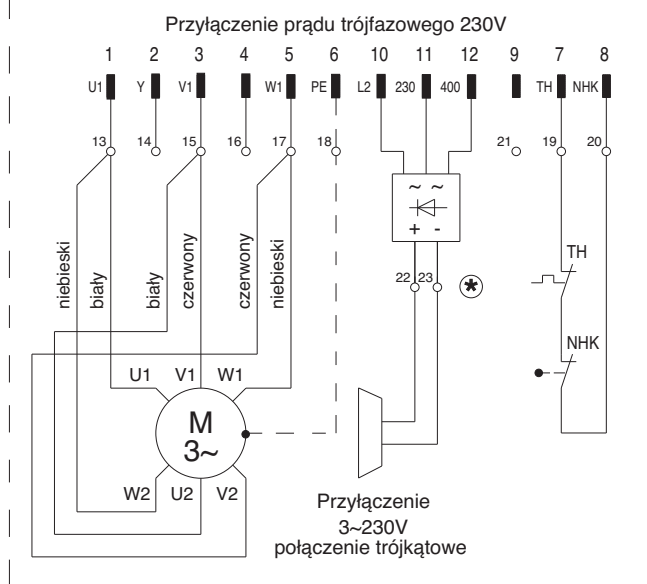 Przyłączenie prądu trójfazowego 230V
1 2 3 4 5 6 10 11 12 9 7 8
U1 Y V1 W1 PE L2 230 400 TH NHK
13 14 15 16 17 18 21 19 20
~ ~
+ -
niebieski biały biały czerwony czerwony niebieski
22 23 *
TH
NHK
U1 V1 W1
M
3~
W2 U2 V2
Przyłączenie
3~230V
połączenie trójkątowe